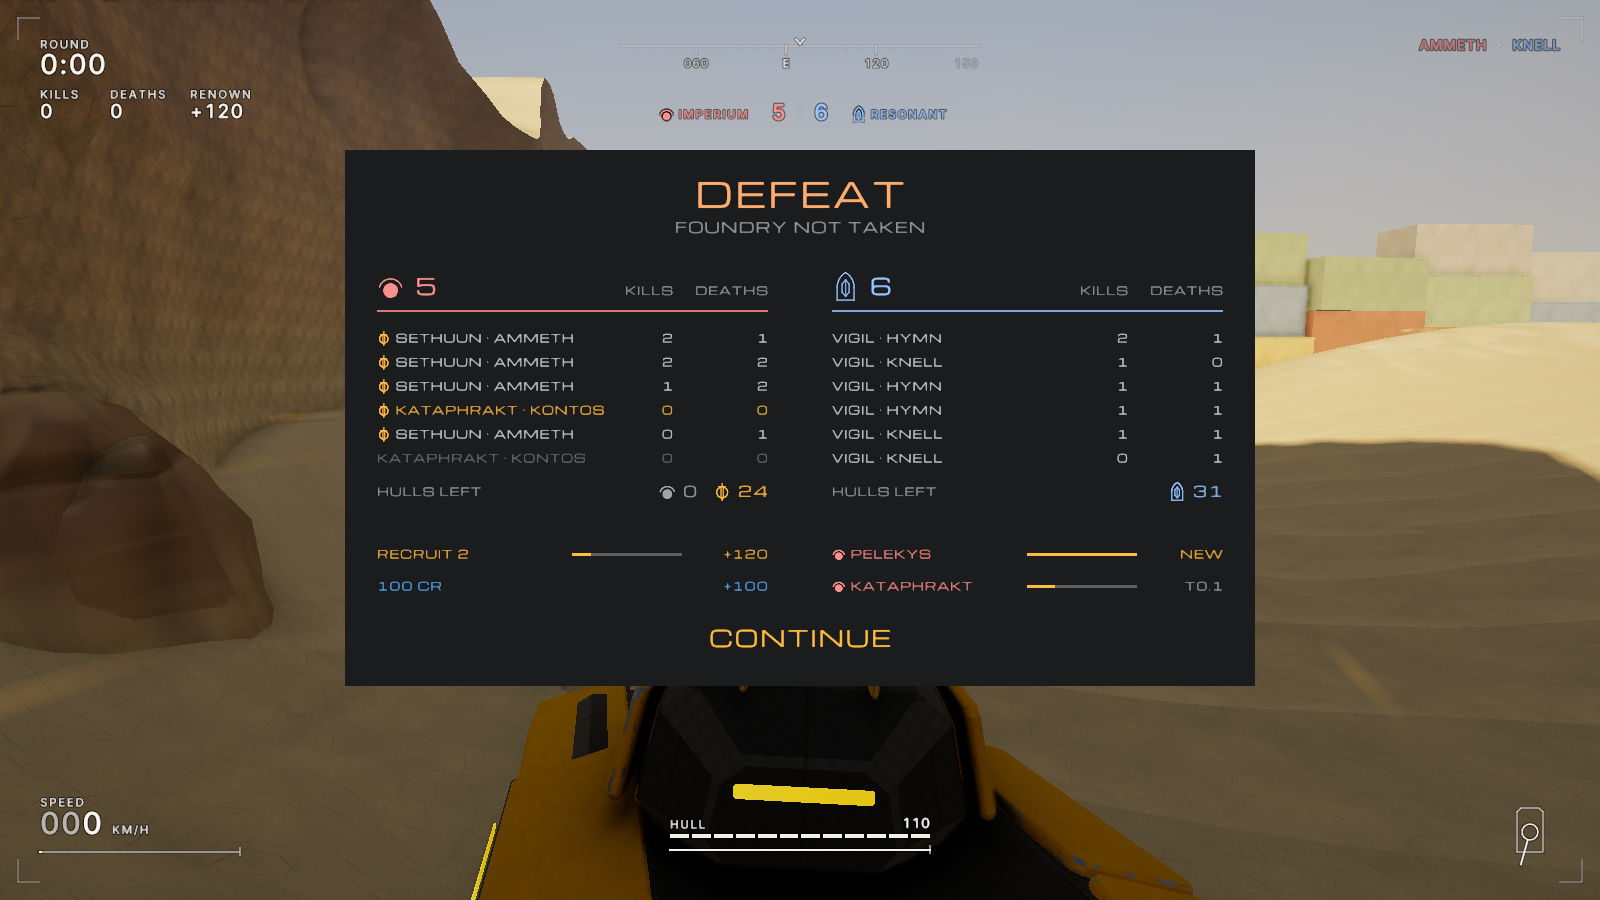 ROUND
0:00
KILLS DEATHS RENOWN
0 0 +120
060 E 120 150
IMPERIUM 5 6 RESONANT
AMMETH KNELL
DEFEAT
FOUNDRY NOT TAKEN
5 KILLS DEATHS
SETHUUN · AMMETH 2 1
SETHUUN · AMMETH 2 2
SETHUUN · AMMETH 1 2
KATAPHRAKT · KONTOS 0 0
SETHUUN · AMMETH 0 1
KATAPHRAKT · KONTOS 0 0
HULLS LEFT 0 24
6 KILLS DEATHS
VIGIL · HYMN 2 1
VIGIL · KNELL 1 0
VIGIL · HYMN 1 1
VIGIL · HYMN 1 1
VIGIL · KNELL 1 1
VIGIL · KNELL 0 1
HULLS LEFT 31
RECRUIT 2 +120
100 CR +100
PELEKYS NEW
KATAPHRAKT T0.1
CONTINUE
SPEED
000 KM/H
HULL 110